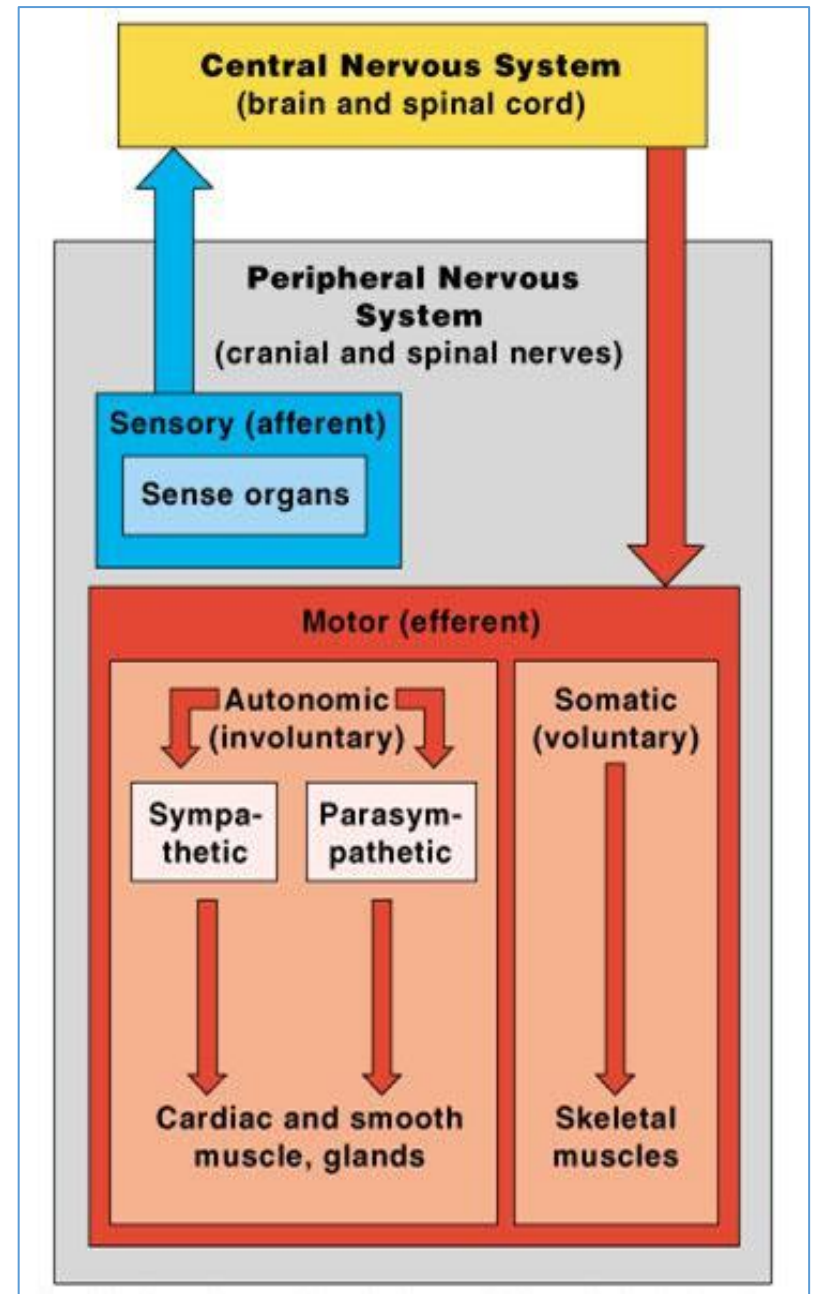 Central Nervous System
(brain and spinal cord)
Peripheral Nervous
System
(cranial and spinal nerves)
Sensory (afferent)
Sense organs
Motor (efferent)
Autonomic
(involuntary)
Sympa-
thetic
Parasym-
pathetic
Cardiac and smooth
muscle, glands
Somatic
(voluntary)
Skeletal
muscles